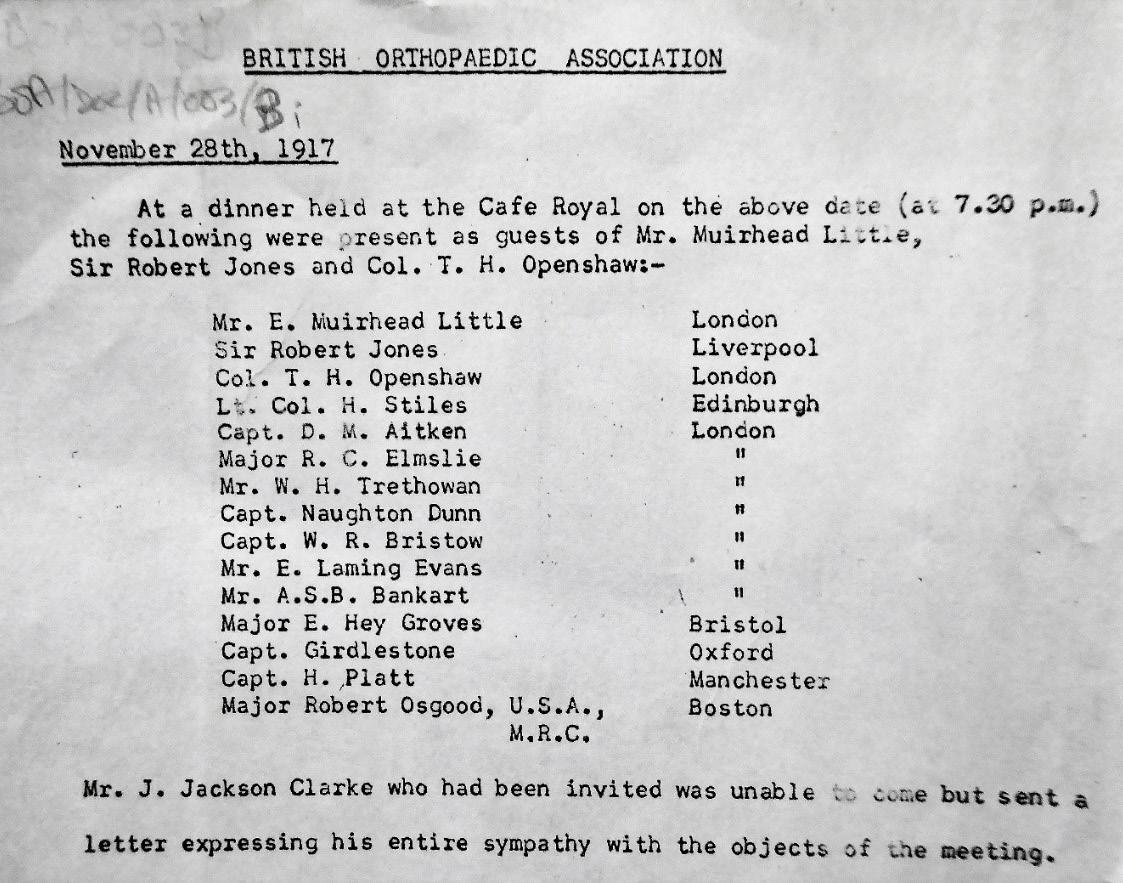 BRITISH ORTHOPAEDIC ASSOCIATION
BOA/Doc/A/003/Bi
November 28th, 1917
At a dinner held at the Cafe Royal on the above date (at 7.30 p.m.)
the following were present as guests of Mr. Muirhead Little,
Sir Robert Jones and Col. T. H. Openshaw:-
Mr. E. Muirhead Little London
Sir Robert Jones Liverpool
Col. T. H. Openshaw London
Lt. Col. H. Stiles Edinburgh
Capt. D. M. Aitken London
Major R. C. Elmslie "
Mr. W. H. Trethowan "
Capt. Naughton Dunn "
Capt. W. R. Bristow "
Mr. E. Laming Evans "
Mr. A.S.B. Bankart "
Major E. Hey Groves Bristol
Capt. Girdlestone Oxford
Capt. H. Platt Manchester
Major Robert Osgood, U.S.A., Boston
M.R.C.
Mr. J. Jackson Clarke who had been invited was unable to come but sent a
letter expressing his entire sympathy with the objects of the meeting.